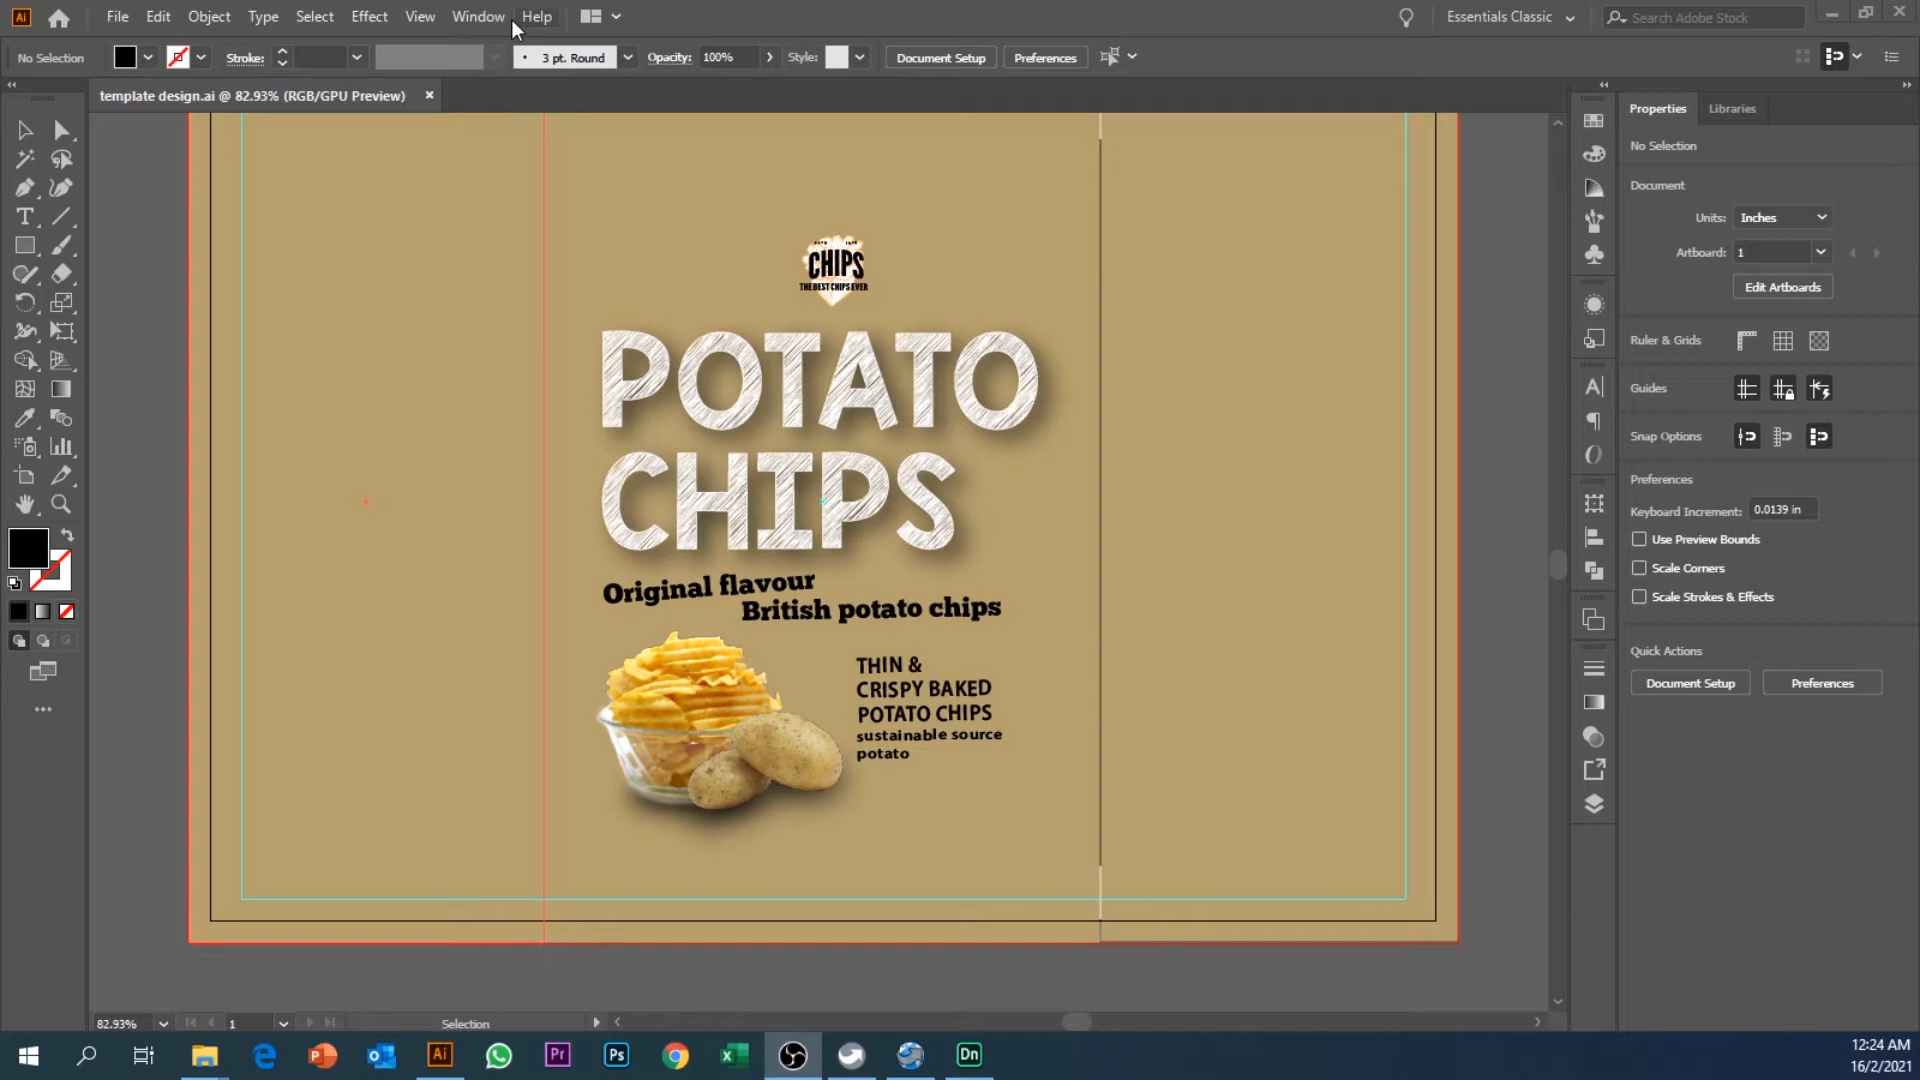 Ai File Edit Object Type Select Effect View Window Help Essentials Classic Search Adobe Stock
No Selection Stroke: 3 pt. Round Opacity: 100% Style: Document Setup Preferences
template design.ai @ 82.93% (RGB/GPU Preview)
Properties Libraries
No Selection
Document
Units: Inches
Artboard: 1
Edit Artboards
Ruler & Grids
Guides
Snap Options
Preferences
Keyboard Increment: 0.0139 in
Use Preview Bounds
Scale Corners
Scale Strokes & Effects
Quick Actions
Document Setup Preferences
CHIPS
THE BEST CHIPS EVER
POTATO
CHIPS
Original flavour
British potato chips
THIN &
CRISPY BAKED
POTATO CHIPS
sustainable source
potato
82.93% 1 Selection
Ai Pr Ps Dn
12:24 AM
16/2/2021